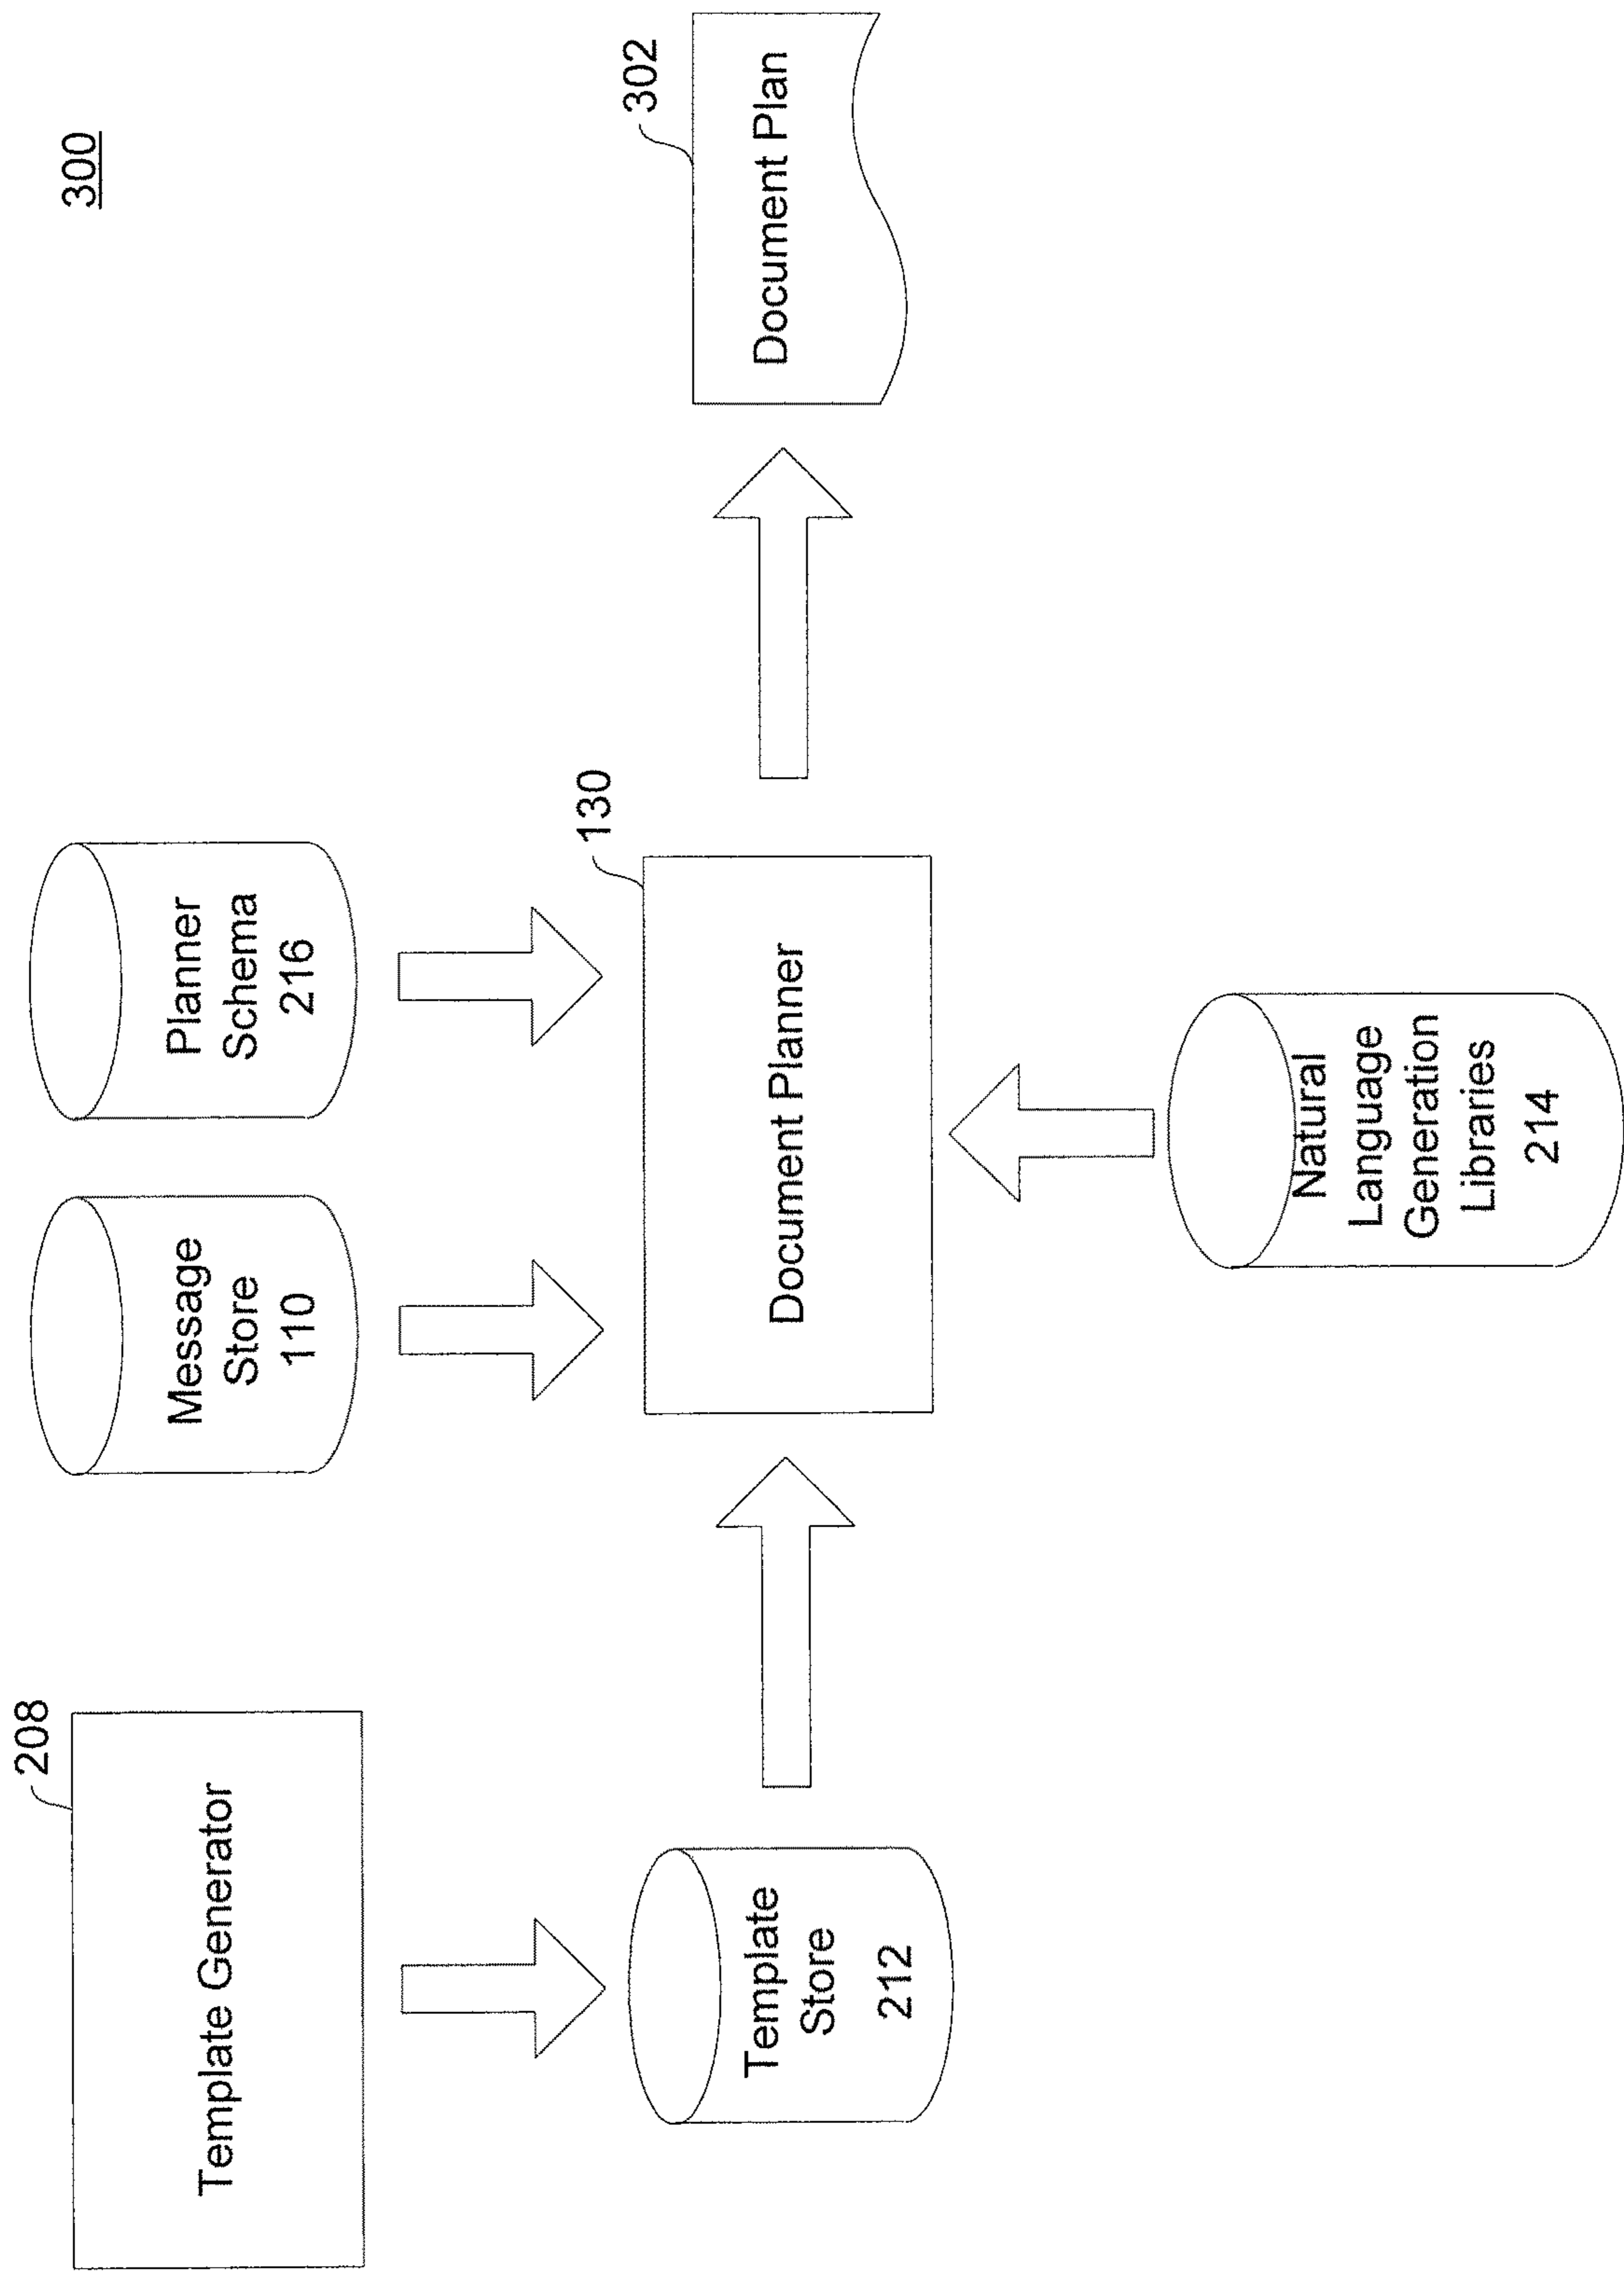 300
208
Template Generator
Message
Store
110
Planner
Schema
216
130
302
Template
Store
212
Document Planner
Document Plan
Natural
Language
Generation
Libraries
214